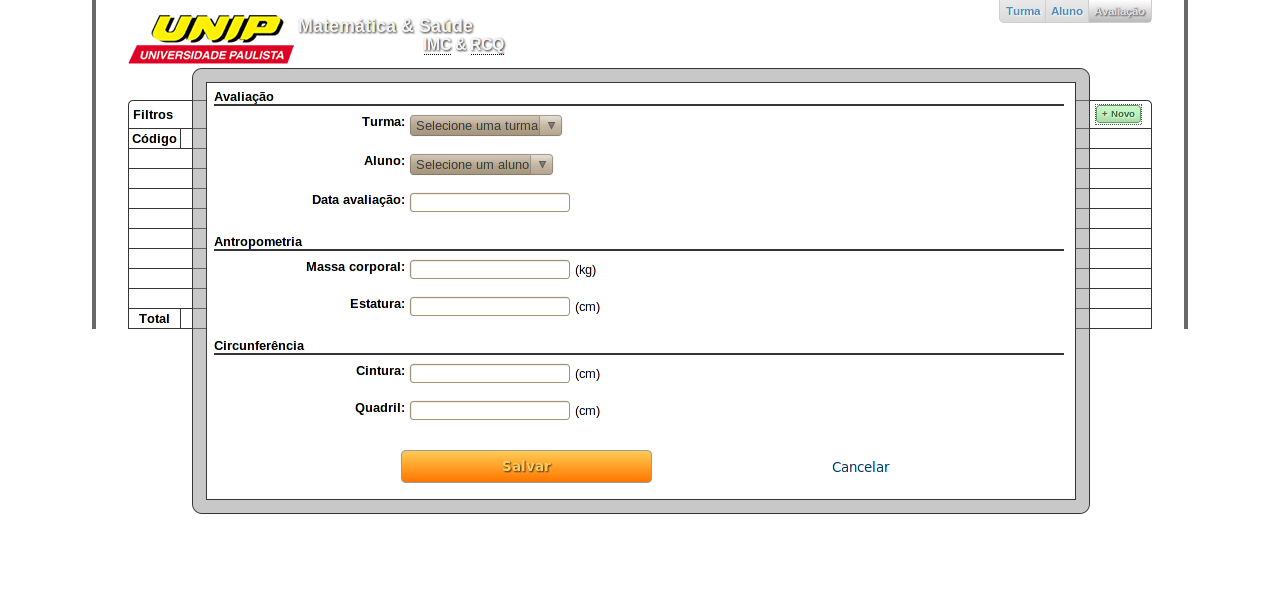 UNIP
UNIVERSIDADE PAULISTA
Matemática & Saúde
IMC & RCQ
Turma Aluno Avaliação
Filtros
+ Novo
Código
Total
Avaliação
Turma: Selecione uma turma
Aluno: Selecione um aluno
Data avaliação:
Antropometria
Massa corporal: (kg)
Estatura: (cm)
Circunferência
Cintura: (cm)
Quadril: (cm)
Salvar Cancelar